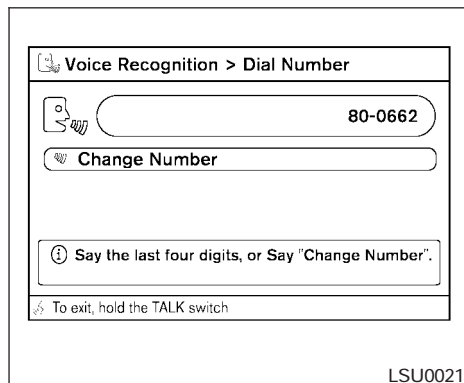 Voice Recognition > Dial Number
80-0662
Change Number
Say the last four digits, or Say "Change Number".
To exit, hold the TALK switch
LSU0021